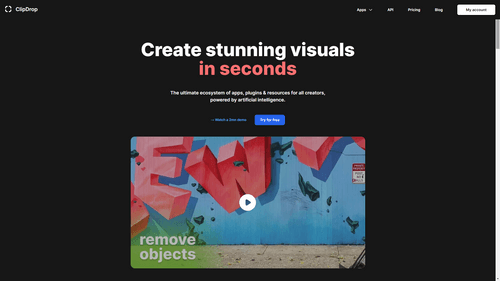 ClipDrop
Apps
API
Pricing
Blog
My account
Create stunning visuals
in seconds
The ultimate ecosystem of apps, plugins & resources for all creators,
powered by artificial intelligence.
Watch a 2min demo
Try for free
EW
remove
objects